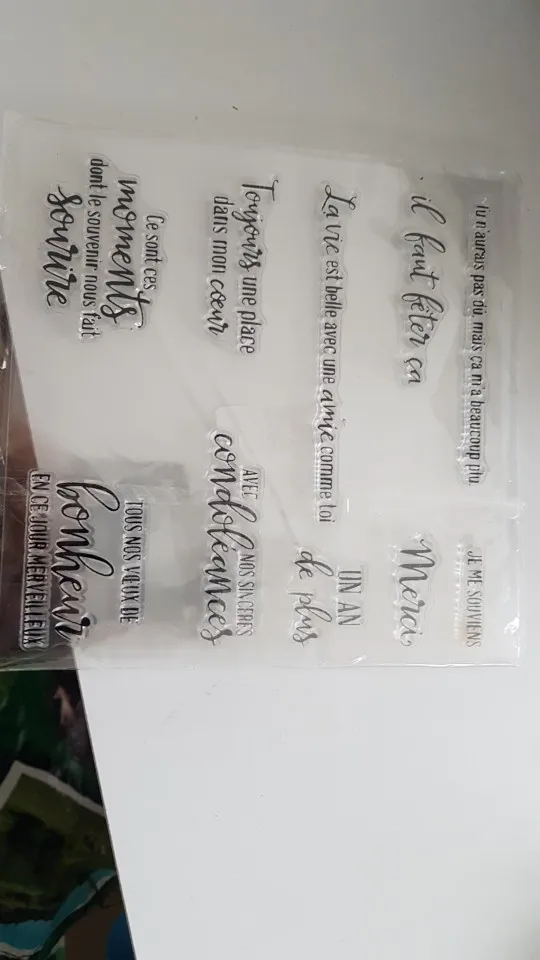 Tu n'aurais pas dû, mais ça m'a beaucoup plu
il faut fêter ça
La vie est belle avec une amie comme toi
Toujours une place
dans mon cœur
Ce sont ces
moments
dont le souvenir nous fait
sourire
JE ME SOUVIENS
Merci
UN AN
de plus
AVEC NOS SINCÈRES
condoléances
TOUS NOS VŒUX DE
bonheur
EN CE JOUR MERVEILLEUX